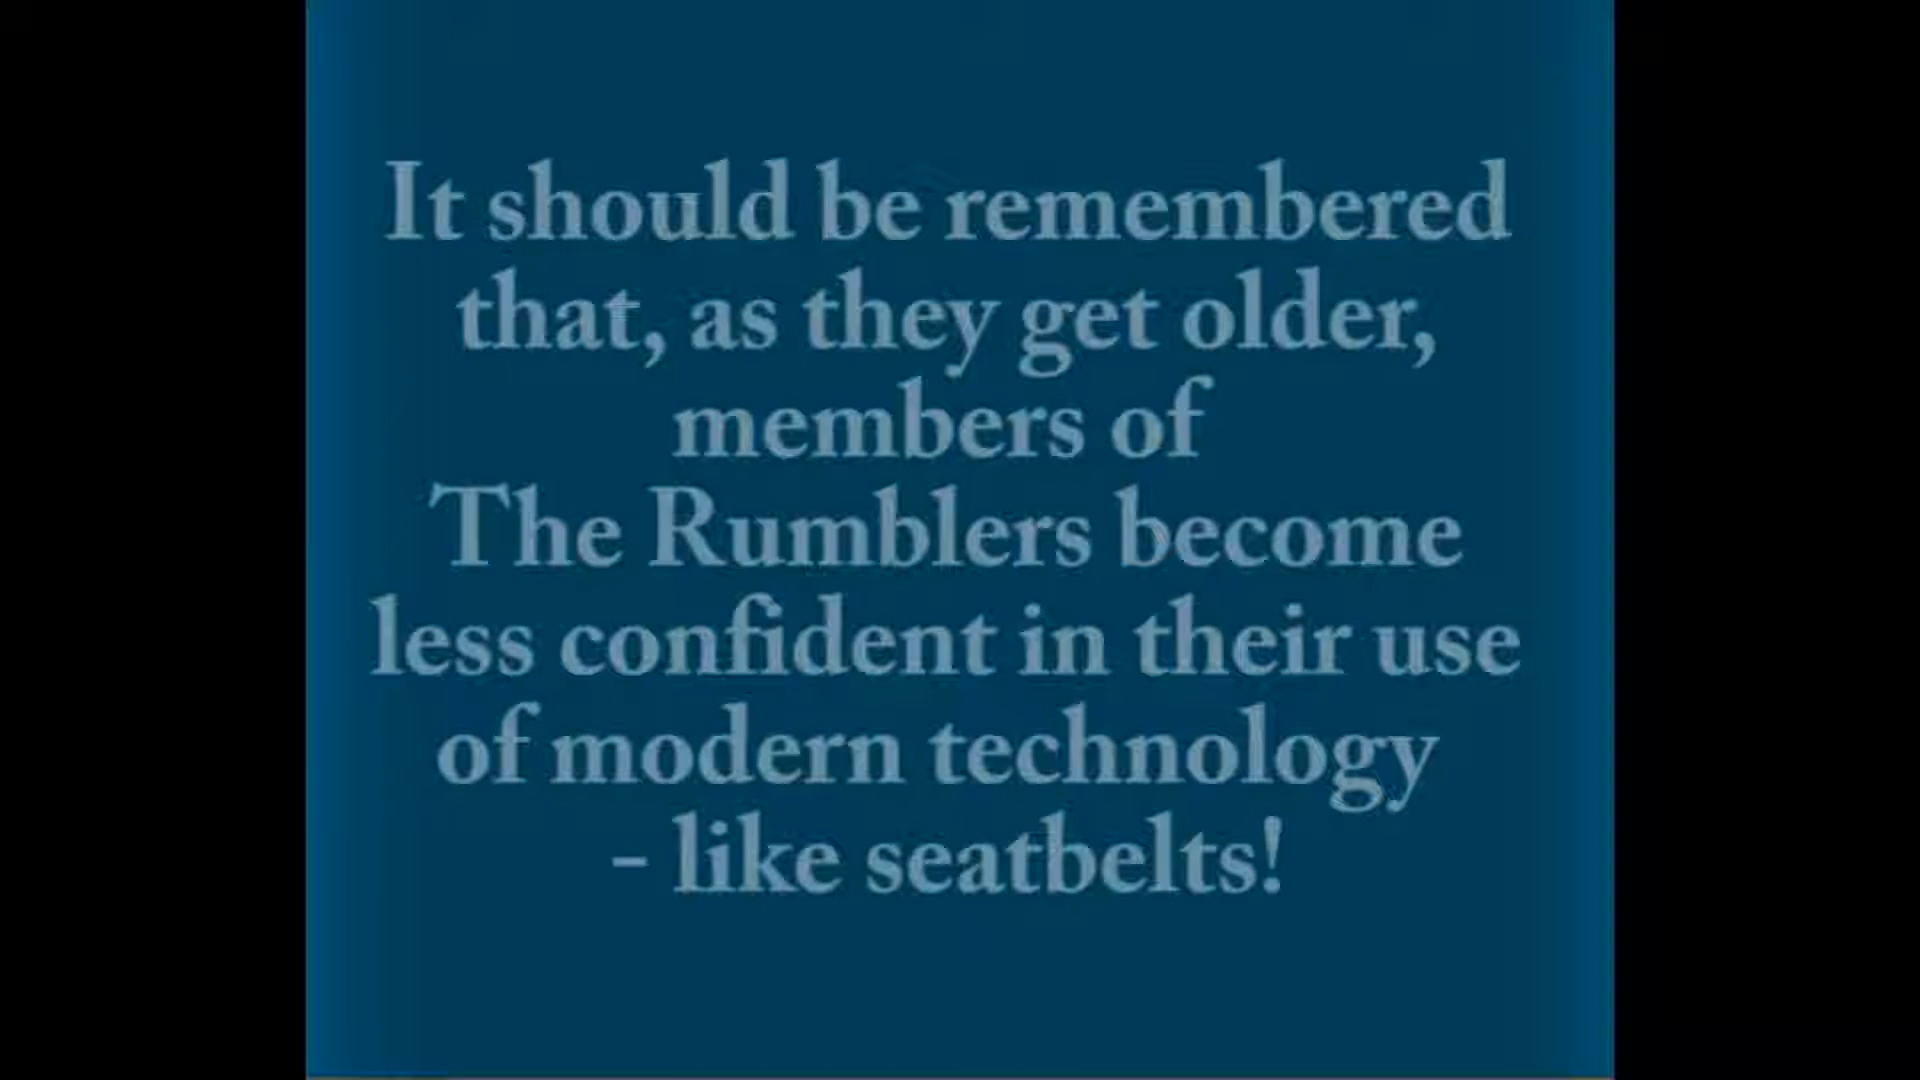 It should be remembered
that, as they get older,
members of
The Rumblers become
less confident in their use
of modern technology
- like seatbelts!